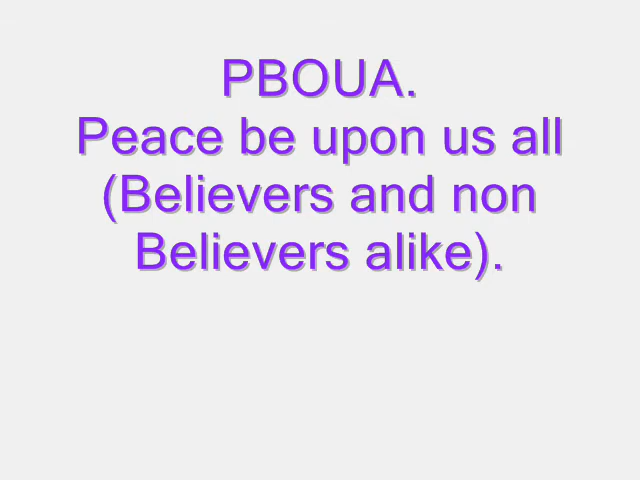 PBOUA.
Peace be upon us all
(Believers and non
Believers alike).